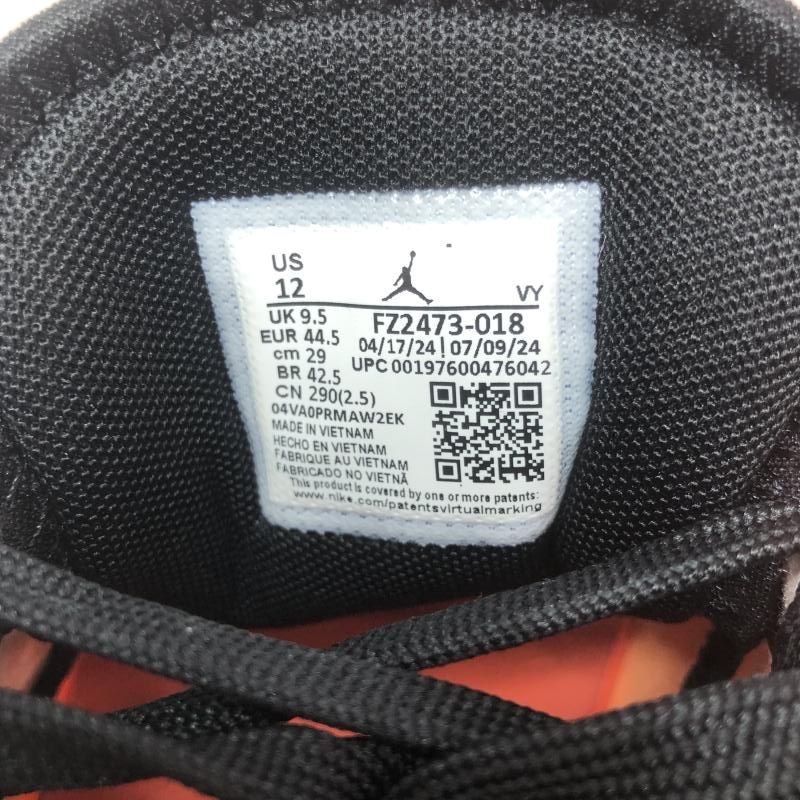 US
12
VY
UK 9.5
FZ2473-018
EUR 44.5
04/17/24 | 07/09/24
cm 29
UPC 00197600476042
BR 42.5
CN 290(2.5)
04VA0PRMAW2EK
MADE IN VIETNAM
HECHO EN VIETNAM
FABRIQUE AU VIETNAM
FABRICADO NO VIETNÃ
This product is covered by one or more patents:
www.nike.com/patentsvirtualmarking